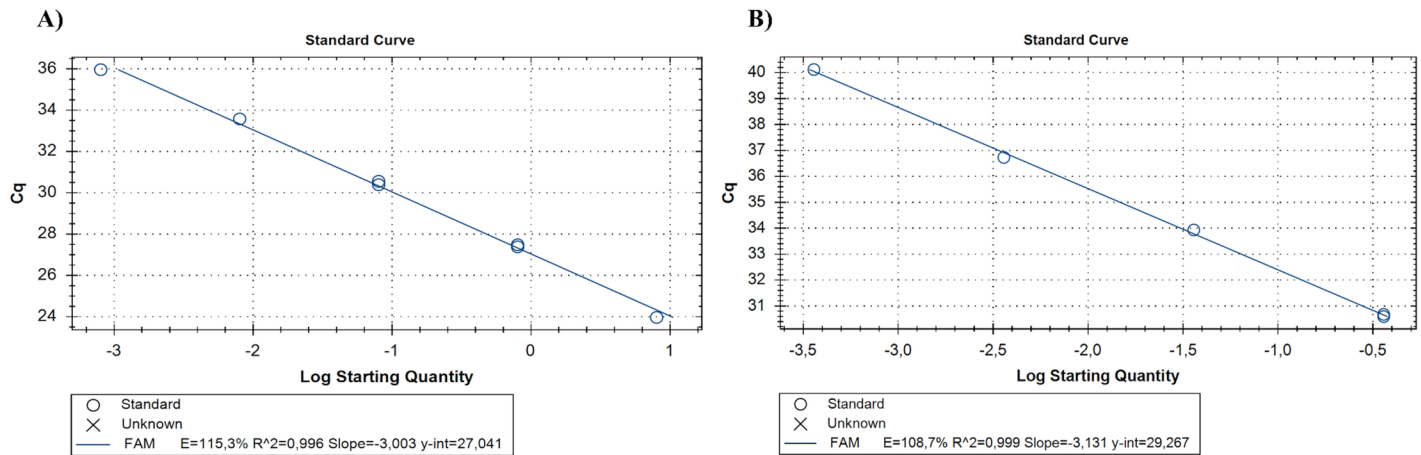 A)
Standard Curve
Cq
36
34
32
30
28
26
24
-3
-2
-1
0
1
Log Starting Quantity
Standard
Unknown
FAM E=115,3% R^2=0,996 Slope=-3,003 y-int=27,041
B)
Standard Curve
Cq
40
39
38
37
36
35
34
33
32
31
-3,5
-3,0
-2,5
-2,0
-1,5
-1,0
-0,5
Log Starting Quantity
Standard
Unknown
FAM E=108,7% R^2=0,999 Slope=-3,131 y-int=29,267